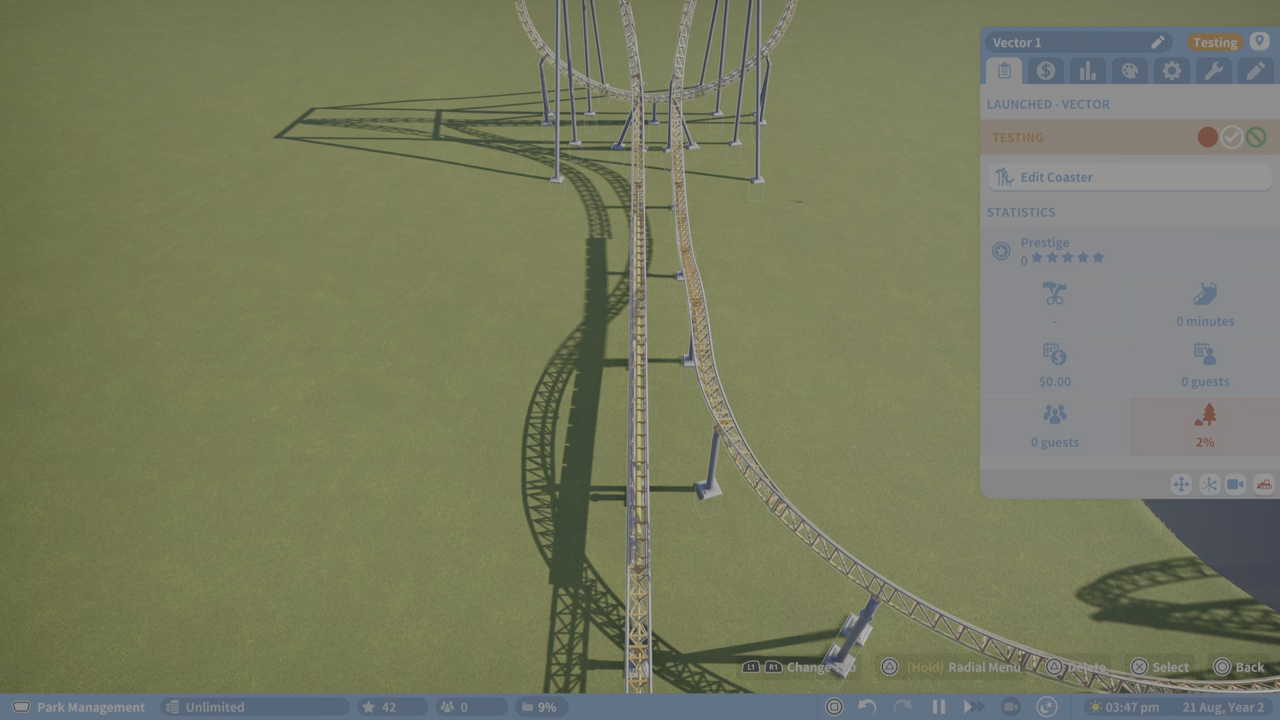 Vector 1
Testing
LAUNCHED - VECTOR
TESTING
Edit Coaster
STATISTICS
Prestige
0
-
0 minutes
$0.00
0 guests
0 guests
2%
L1 R1 Change
(Hold) Radial Menu
Delete
Select
Back
Park Management
Unlimited
42
0
9%
03:47 pm
21 Aug, Year 2